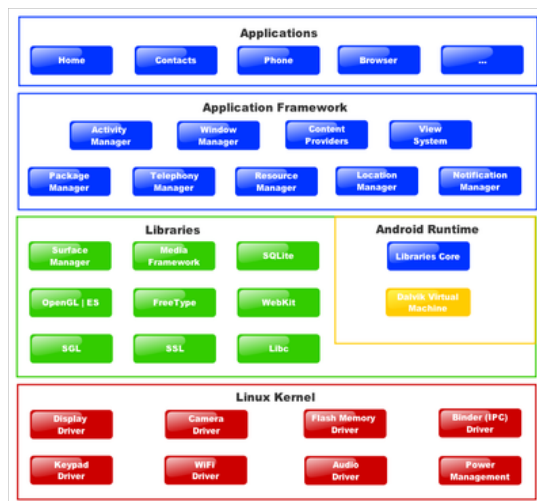 Applications
Home
Contacts
Phone
Browser
...
Application Framework
Activity
Manager
Window
Manager
Content
Providers
View
System
Package
Manager
Telephony
Manager
Resource
Manager
Location
Manager
Notification
Manager
Libraries
Surface
Manager
Media
Framework
SQLite
OpenGL | ES
FreeType
WebKit
SGL
SSL
Libc
Android Runtime
Libraries Core
Dalvik Virtual
Machine
Linux Kernel
Display
Driver
Camera
Driver
Flash Memory
Driver
Binder (IPC)
Driver
Keypad
Driver
WiFi
Driver
Audio
Driver
Power
Management